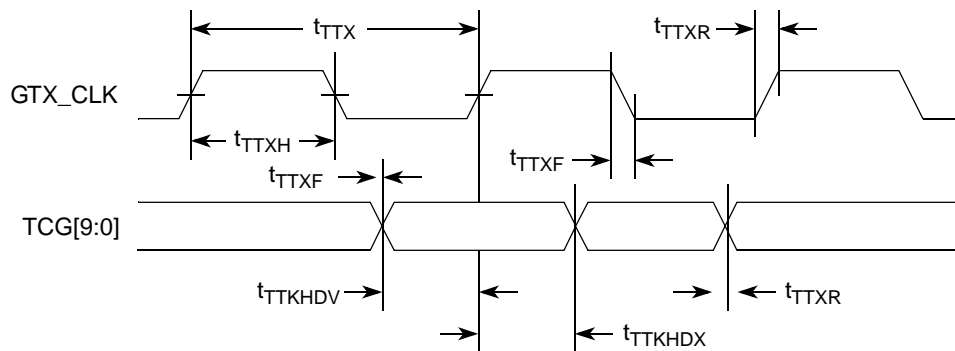 tTTX
tTTXR
GTX_CLK
tTTXH
tTTXF
tTTXF
TCG[9:0]
tTTKHDV
tTTXR
tTTKHDX